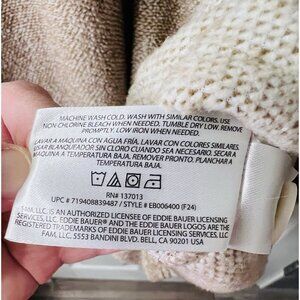 MACHINE WASH COLD. WASH WITH SIMILAR COLORS. USE
NON-CHLORINE BLEACH WHEN NEEDED. TUMBLE DRY LOW. REMOVE
PROMPTLY. LOW IRON WHEN NEEDED.
LAVAR A MAQUINA CON AGUA FRÍA. LAVAR CON COLORES SIMILARES.
USAR BLANQUEADOR SIN CLORO CUANDO SEA NECESARIO. SECAR A
MAQUINA A TEMPERATURA BAJA. REMOVER PRONTO. PLANCHAR A
TEMPERATURA BAJA.
RN# 137013
UPC # 719408839487 / STYLE # EB006400 (F24)
FAM, LLC. IS AN AUTHORIZED LICENSEE OF EDDIE BAUER LICENSING
SERVICES. EDDIE BAUER® AND THE EDDIE BAUER LOGOS ARE THE
REGISTERED TRADEMARKS OF EDDIE BAUER LICENSING SERVICES
FAM, LLC. 5553 BANDINI BLVD. BELL, CA 90201 USA